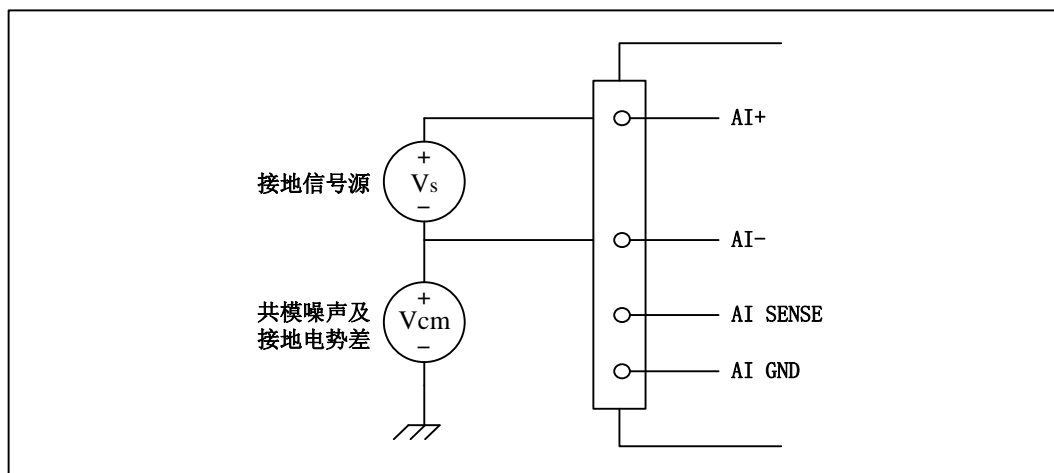 AI+
+
接地信号源
Vs
−
AI−
+
共模噪声及
Vcm
接地电势差
−
AI SENSE
AI GND